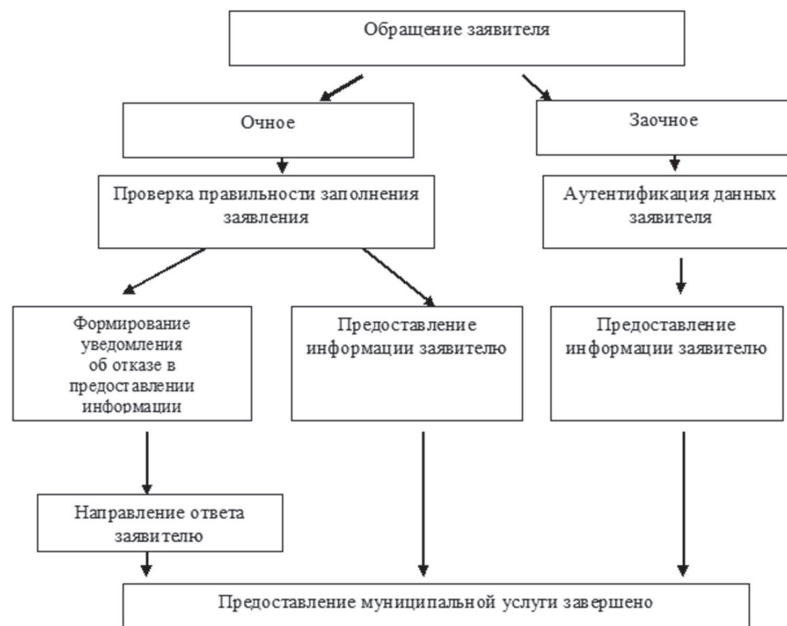 Обращение заявителя
Очное
Заочное
Проверка правильности заполнения
заявления
Аутентификация данных
заявителя
Формирование
уведомления
об отказе в
предоставлении
информации
Предоставление
информации заявителю
Предоставление
информации заявителю
Направление ответа
заявителю
Предоставление муниципальной услуги завершено